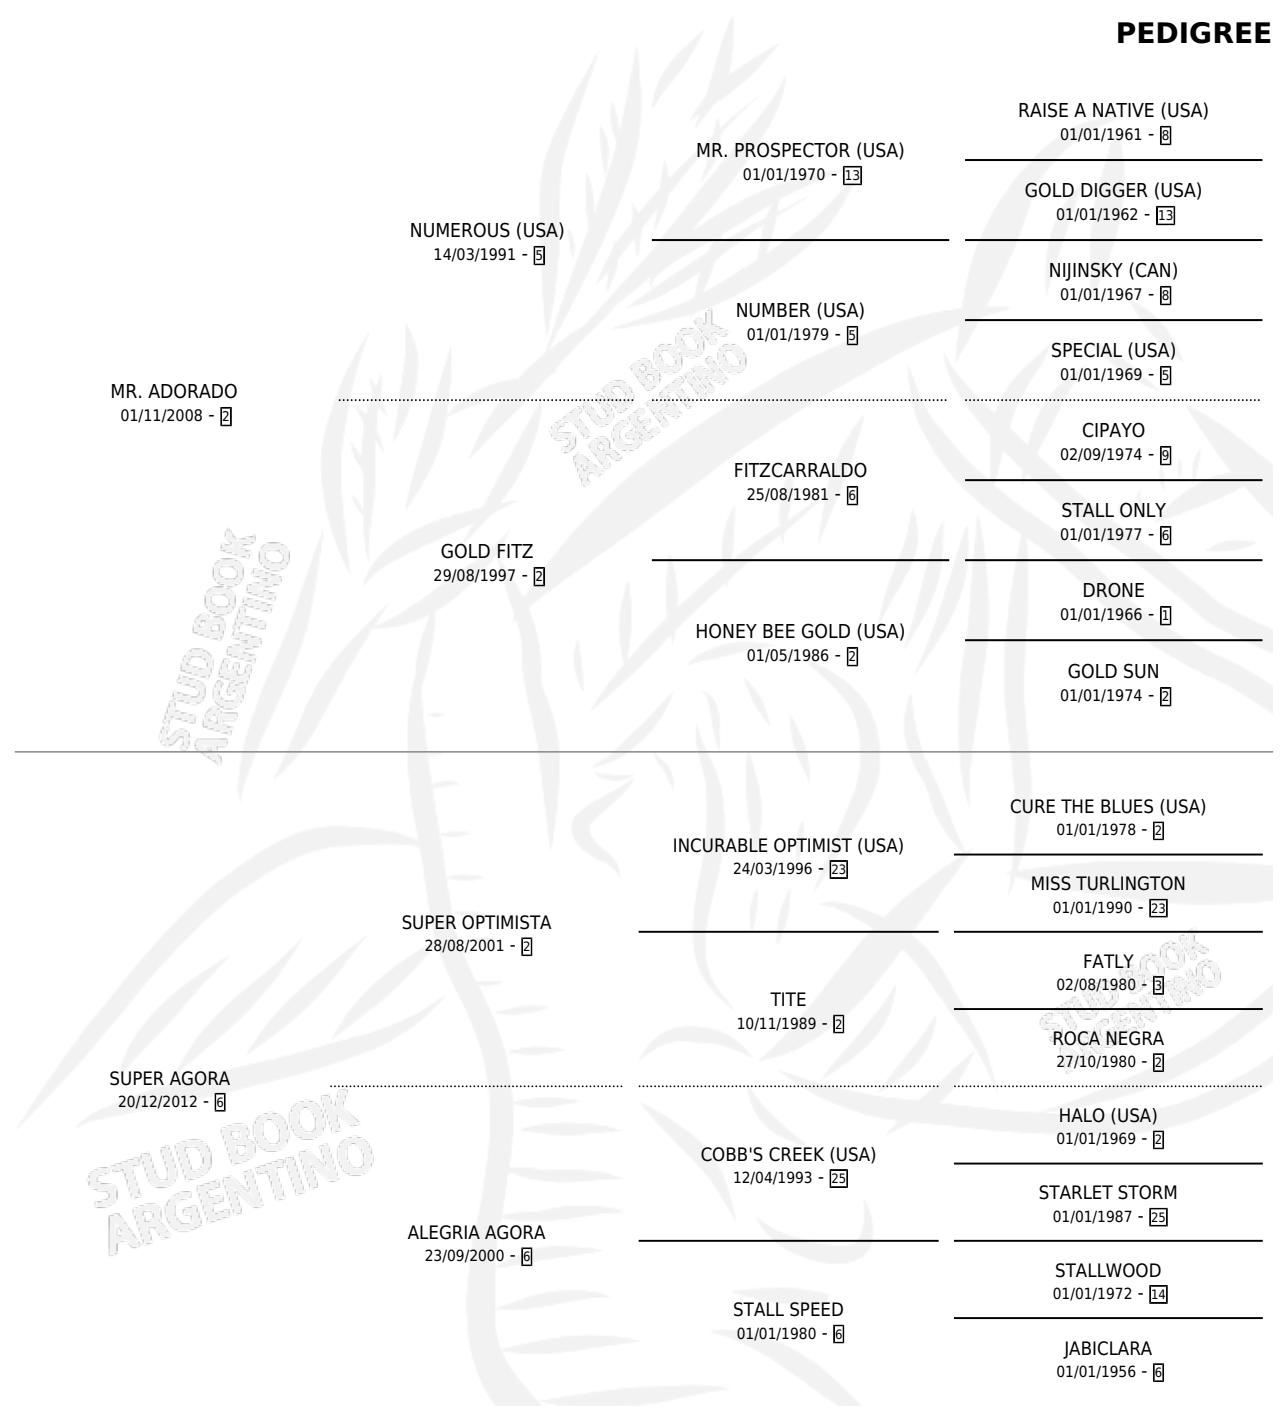 PEDIGREE
RAISE A NATIVE (USA)
01/01/1961 - 8
MR. PROSPECTOR (USA)
01/01/1970 - 13
GOLD DIGGER (USA)
01/01/1962 - 13
NUMEROUS (USA)
14/03/1991 - 5
NIJINSKY (CAN)
01/01/1967 - 8
NUMBER (USA)
01/01/1979 - 5
SPECIAL (USA)
01/01/1969 - 5
MR. ADORADO
01/11/2008 - 2
CIPAYO
02/09/1974 - 9
FITZCARRALDO
25/08/1981 - 6
STALL ONLY
01/01/1977 - 6
GOLD FITZ
29/08/1997 - 2
DRONE
01/01/1966 - 1
HONEY BEE GOLD (USA)
01/05/1986 - 2
GOLD SUN
01/01/1974 - 2
CURE THE BLUES (USA)
01/01/1978 - 2
INCURABLE OPTIMIST (USA)
24/03/1996 - 23
MISS TURLINGTON
01/01/1990 - 23
SUPER OPTIMISTA
28/08/2001 - 2
FATLY
02/08/1980 - 3
TITE
10/11/1989 - 2
ROCA NEGRA
27/10/1980 - 2
SUPER AGORA
20/12/2012 - 6
HALO (USA)
01/01/1969 - 2
COBB'S CREEK (USA)
12/04/1993 - 25
STARLET STORM
01/01/1987 - 25
ALEGRIA AGORA
23/09/2000 - 6
STALLWOOD
01/01/1972 - 14
STALL SPEED
01/01/1980 - 6
JABICLARA
01/01/1956 - 6
STUD BOOK
ARGENTINO
STUD BOOK
ARGENTINO
STUD BOOK
ARGENTINO
STUD BOOK
ARGENTINO